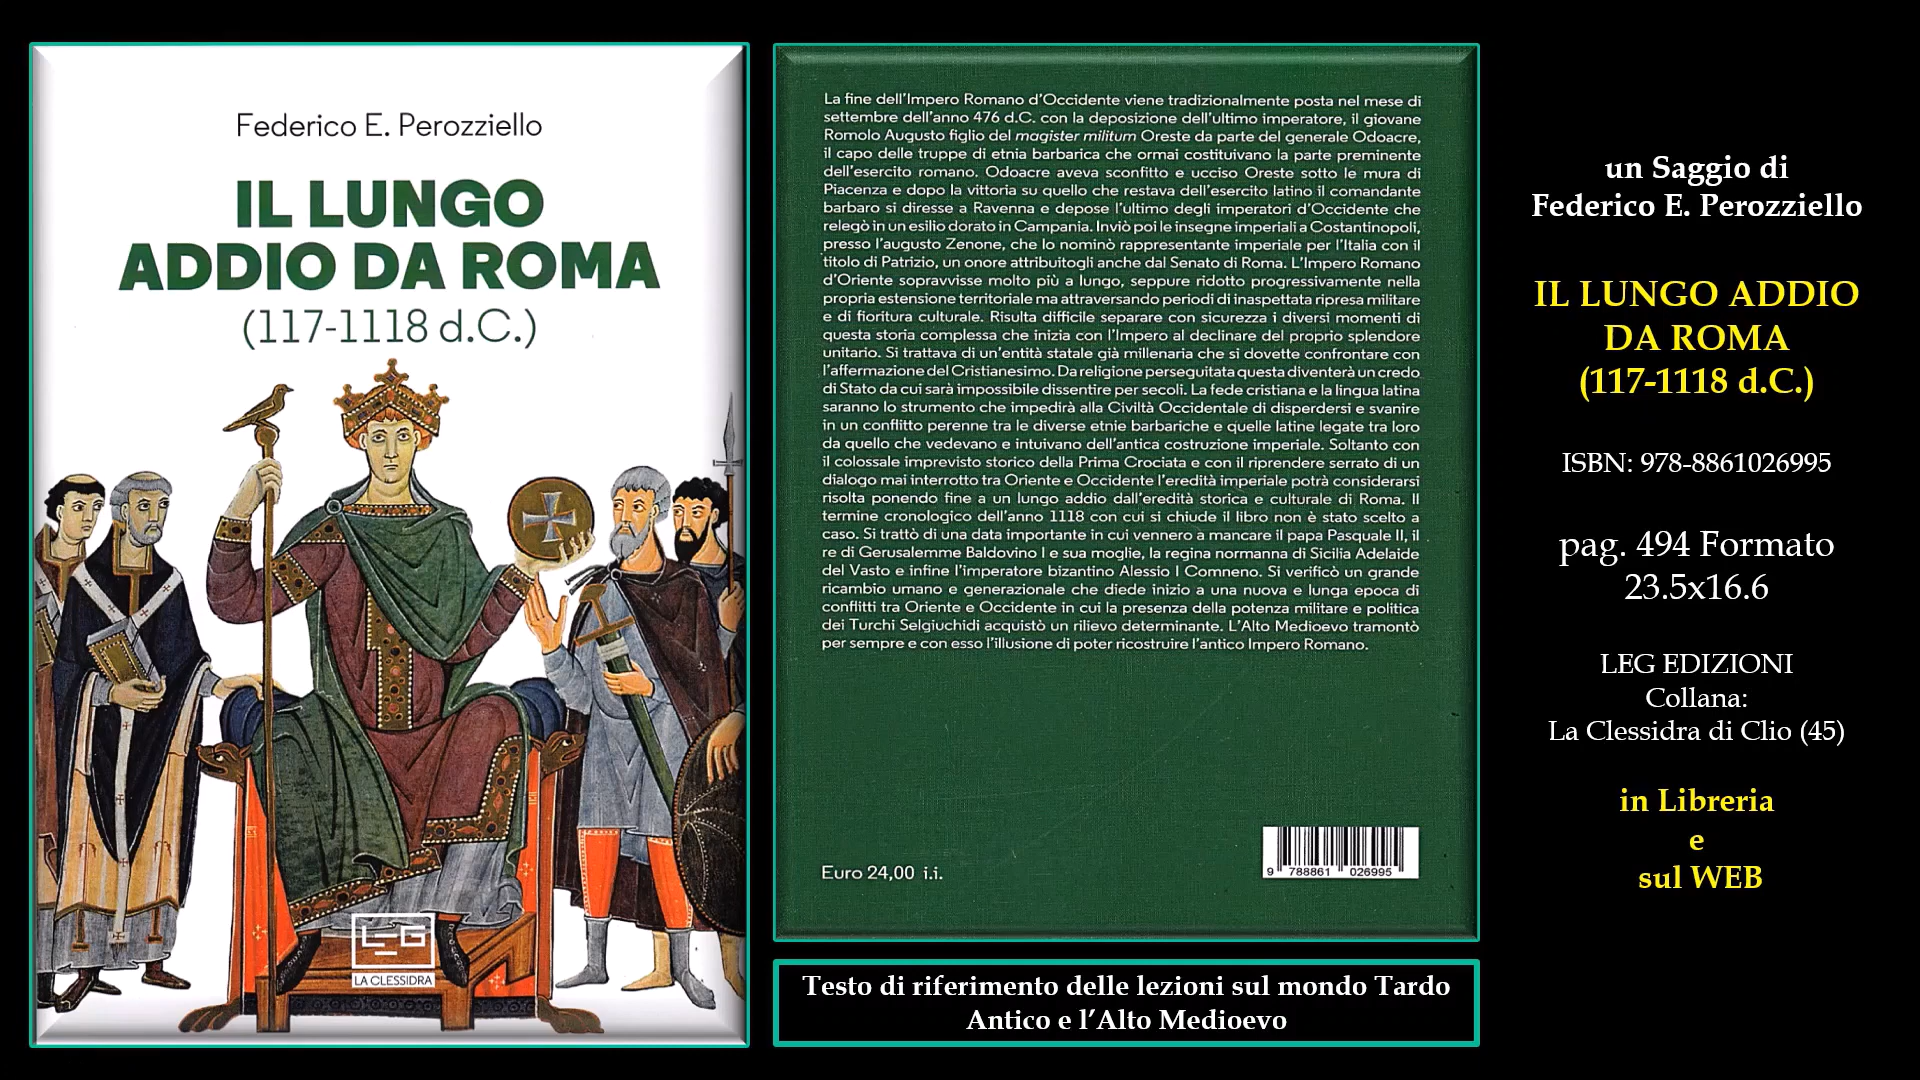 Federico E. Perozziello
IL LUNGO
ADDIO DA ROMA
(117-1118 d.C.)
LEG
LA CLESSIDRA
La fine dell'Impero Romano d'Occidente viene tradizionalmente posta nel mese di
settembre dell'anno 476 d.C. con la deposizione dell'ultimo imperatore, il giovane
Romolo Augusto figlio del magister militum Oreste da parte del generale Odoacre,
il capo delle truppe di etnia barbarica che ormai costituivano la parte preminente
dell'esercito romano. Odoacre aveva sconfitto e ucciso Oreste sotto le mura di
Piacenza e dopo la vittoria su quello che restava dell'esercito latino il comandante
barbaro si diresse a Ravenna e depose l'ultimo degli imperatori d'Occidente che
relegò in un esilio dorato in Campania. Inviò poi le insegne imperiali a Costantinopoli,
presso l'augusto Zenone, che lo nominò rappresentante imperiale per l'Italia con il
titolo di Patrizio, un onore attribuitogli anche dal Senato di Roma. L'Impero Romano
d'Oriente sopravvisse molto più a lungo, seppure ridotto progressivamente nella
propria estensione territoriale ma attraversando periodi di inaspettata ripresa militare
e di fioritura culturale. Risulta difficile separare con sicurezza i diversi momenti di
questa storia complessa che inizia con l'Impero al declinare del proprio splendore
unitario. Si trattava di un'entità statale già millenaria che si dovette confrontare con
l'affermazione del Cristianesimo. Da religione perseguitata questa diventerà un credo
di Stato da cui sarà impossibile dissentire per secoli. La fede cristiana e la lingua latina
saranno lo strumento che impedirà alla Civiltà Occidentale di disperdersi e svanire
in un conflitto perenne tra le diverse etnie barbariche e quelle latine legate tra loro
da quello che vedevano e intuivano dell'antica costruzione imperiale. Soltanto con
il colossale imprevisto storico della Prima Crociata e con il riprendere serrato di un
dialogo mai interrotto tra Oriente e Occidente l'eredità imperiale potrà considerarsi
risolta ponendo fine a un lungo addio dall'eredità storica e culturale di Roma. Il
termine cronologico dell'anno 1118 con cui si chiude il libro non è stato scelto a
caso. Si trattò di una data importante in cui vennero a mancare il papa Pasquale II, il
re di Gerusalemme Baldovino I e sua moglie, la regina normanna di Sicilia Adelaide
del Vasto e infine l'imperatore bizantino Alessio I Comneno. Si verificò un grande
ricambio umano e generazionale che diede inizio a una nuova e lunga epoca di
conflitti tra Oriente e Occidente in cui la presenza della potenza militare e politica
dei Turchi Selgiuchidi acquistò un rilievo determinante. L'Alto Medioevo tramontò
per sempre e con esso l'illusione di poter ricostruire l'antico Impero Romano.
Euro 24,00 i.i.
9 788861 026995
Testo di riferimento delle lezioni sul mondo Tardo
Antico e l'Alto Medioevo
un Saggio di
Federico E. Perozziello
IL LUNGO ADDIO
DA ROMA
(117-1118 d.C.)
ISBN: 978-8861026995
pag. 494 Formato
23.5x16.6
LEG EDIZIONI
Collana:
La Clessidra di Clio (45)
in Libreria
e
sul WEB